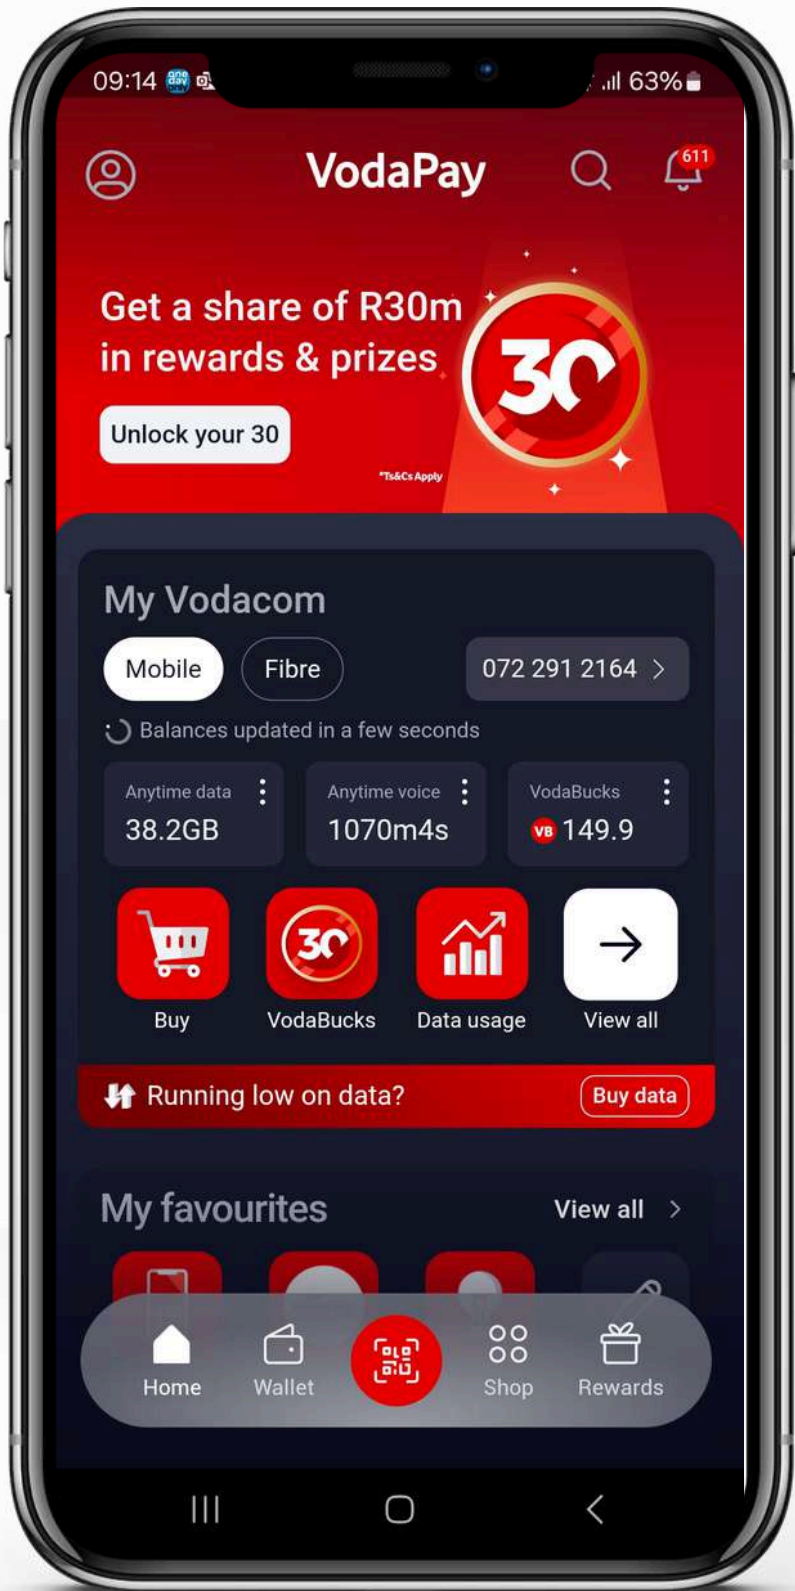 09:14 one day
63%
VodaPay
611
Get a share of R30m
in rewards & prizes
30
Unlock your 30
*Ts&Cs Apply
My Vodacom
Mobile Fibre 072 291 2164 >
Balances updated in a few seconds
Anytime data Anytime voice VodaBucks
38.2GB 1070m4s VB 149.9
30
Buy VodaBucks Data usage View all
Running low on data? Buy data
My favourites View all >
Home Wallet Shop Rewards